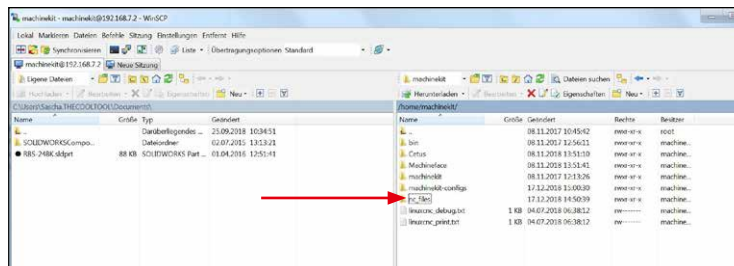 machinekit - machinekit@192.168.7.2 - WinSCP
Lokal Markieren Dateien Befehle Sitzung Einstellungen Entfernt Hilfe
Synchronisieren Liste Übertragungsoptionen Standard
machinekit@192.168.7.2 Neue Sitzung
Eigene Dateien machinekit Dateien suchen
Hochladen Bearbeiten Eigenschaften Neu Herunterladen Bearbeiten Eigenschaften Neu
C:\Users\Sascha.THECOOLTOOL\Documents\ /home/machinekit/
Name Größe Typ Geändert Name Größe Geändert Rechte Besitzer
.. Darüberliegendes ... 25.09.2018 10:34:51 .. 08.11.2017 10:45:42 rwxr-xr-x root
SOLIDWORKSCompo... Dateiordner 02.07.2015 13:13:21 bin 08.11.2017 12:56:11 rwxr-xr-x machine...
RBS-248K.sldprt 88 KB SOLIDWORKS Part ... 01.04.2016 12:51:41 Cetus 08.11.2018 13:51:10 rwxr-xr-x machine...
Machineface 08.11.2018 13:51:41 rwxr-xr-x machine...
machinekit 08.11.2017 12:13:26 rwxr-xr-x machine...
machinekit-configs 17.12.2018 15:00:30 rwxr-xr-x machine...
nc_files 17.12.2018 14:50:39 rwxr-xr-x machine...
linuxcnc_debug.txt 1 KB 04.07.2018 06:38:12 rw------- machine...
linuxcnc_print.txt 1 KB 04.07.2018 06:38:12 rw------- machine...